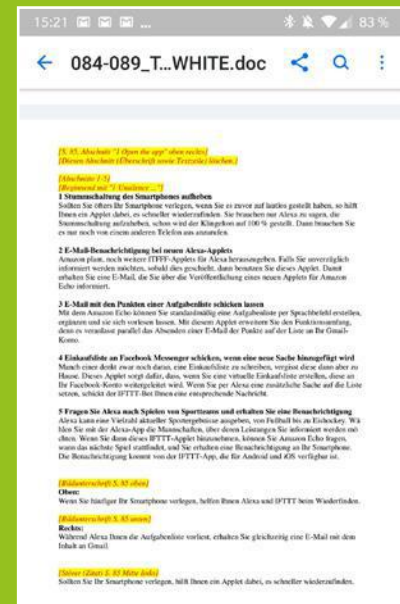 15:21 ... 83 %
084-089_T...WHITE.doc
[S. 85, Abschnitt "1 Open the app" oben rechts]
[Diesen Abschnitt (Überschrift sowie Textzeile) löschen.]
[Abschnitte 1-5]
[Beginnend mit "1 Unsilence ..."]
1 Stummschaltung des Smartphones aufheben
Sollten Sie öfters Ihr Smartphone verlegen, wenn Sie es zuvor auf lautlos gestellt haben, so hilft
Ihnen ein Applet dabei, es schneller wiederzufinden. Sie brauchen nur Alexa zu sagen, die
Stummschaltung aufzuheben, schon wird der Klingelton auf 100 % gestellt. Dann brauchen Sie
es nur noch von einem anderen Telefon aus anzurufen.
2 E-Mail-Benachrichtigung bei neuen Alexa-Applets
Amazon plant, noch weitere ITFFF-Applets für Alexa herauszugeben. Falls Sie unverzüglich
informiert werden möchten, sobald dies geschieht, dann benutzen Sie dieses Applet. Damit
erhalten Sie eine E-Mail, die Sie über die Veröffentlichung eines neuen Applets für Amazon
Echo informiert.
3 E-Mail mit den Punkten einer Aufgabenliste schicken lassen
Mit dem Amazon Echo können Sie standardmäßig eine Aufgabenliste per Sprachbefehl erstellen,
ergänzen und sie sich vorlesen lassen. Mit diesem Applet erweitern Sie den Funktionsumfang,
denn es veranlasst parallel das Absenden einer E-Mail der Punkte auf der Liste an Ihr Gmail-
Konto.
4 Einkaufsliste an Facebook Messenger schicken, wenn eine neue Sache hinzugefügt wird
Manch einer denkt zwar noch daran, eine Einkaufsliste zu schreiben, vergisst diese dann aber zu
Hause. Dieses Applet sorgt dafür, dass, wenn Sie eine virtuelle Einkaufsliste erstellen, diese an
Ihr Facebook-Konto weitergeleitet wird. Wenn Sie per Alexa eine zusätzliche Sache auf die Liste
setzen, schickt der IFTTT-Bot Ihnen eine entsprechende Nachricht.
5 Fragen Sie Alexa nach Spielen von Sportteams und erhalten Sie eine Benachrichtigung
Alexa kann eine Vielzahl aktueller Sportergebnisse ausgeben, von Fußball bis zu Eishockey. Wä
hlen Sie mit der Alexa-App die Mannschaften, über deren Leistungen Sie informiert werden mö
chten. Wenn Sie dann dieses IFTTT-Applet hinzunehmen, können Sie Amazon Echo fragen,
wann das nächste Spiel stattfindet, und Sie erhalten eine Benachrichtigung an Ihr Smartphone.
Die Benachrichtigung kommt von der IFTTT-App, die für Android und iOS verfügbar ist.
[Bildunterschrift S. 85 oben]
Oben:
Wenn Sie häufiger Ihr Smartphone verlegen, helfen Ihnen Alexa und IFTTT beim Wiederfinden.
[Bildunterschrift S. 85 unten]
Rechts:
Während Alexa Ihnen die Aufgabenliste vorliest, erhalten Sie gleichzeitig eine E-Mail mit dem
Inhalt an Gmail.
[Störer (Zitat) S. 85 Mitte links]
Sollten Sie Ihr Smartphone verlegen, hilft Ihnen ein Applet dabei, es schneller wiederzufinden.